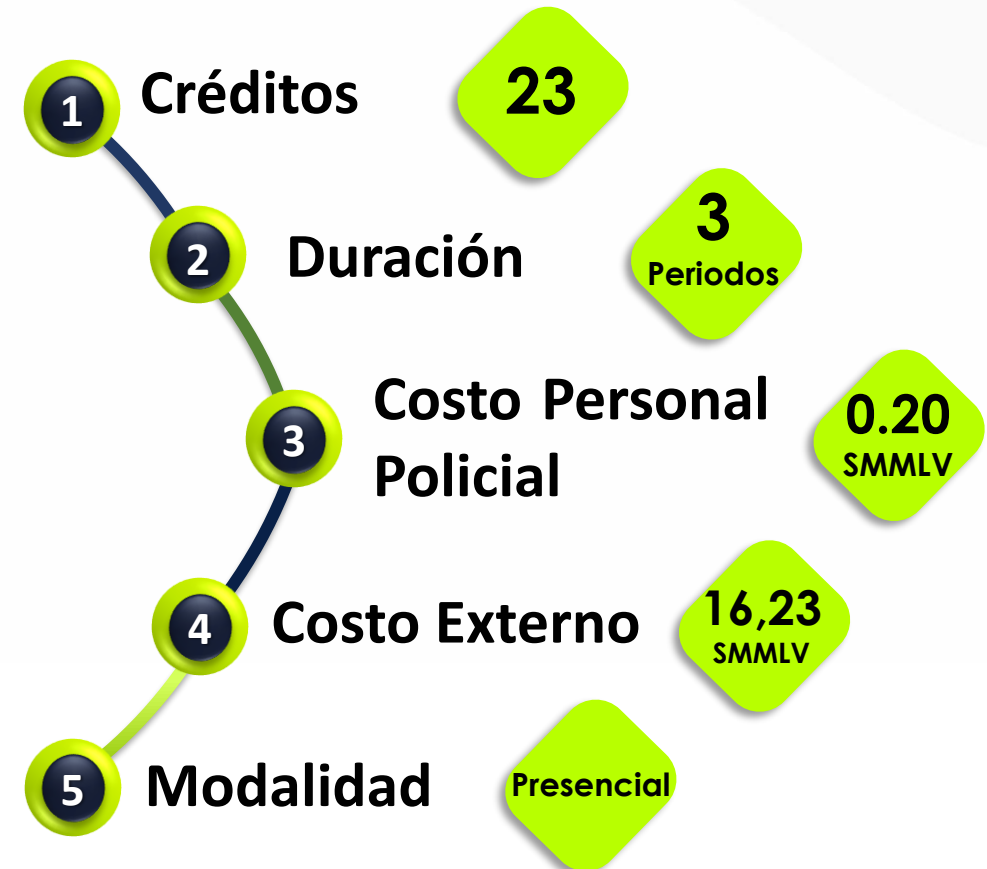 1
Créditos
23
2
Duración
3
Periodos
3
Costo Personal
Policial
0.20
SMMLV
4
Costo Externo
16,23
SMMLV
5
Modalidad
Presencial